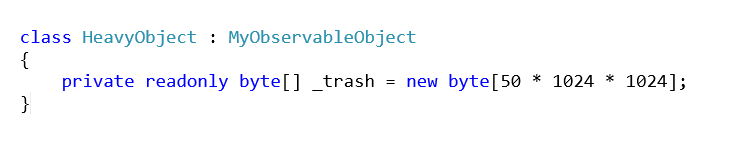 class HeavyObject : MyObservableObject
{
    private readonly byte[] _trash = new byte[50 * 1024 * 1024];
}